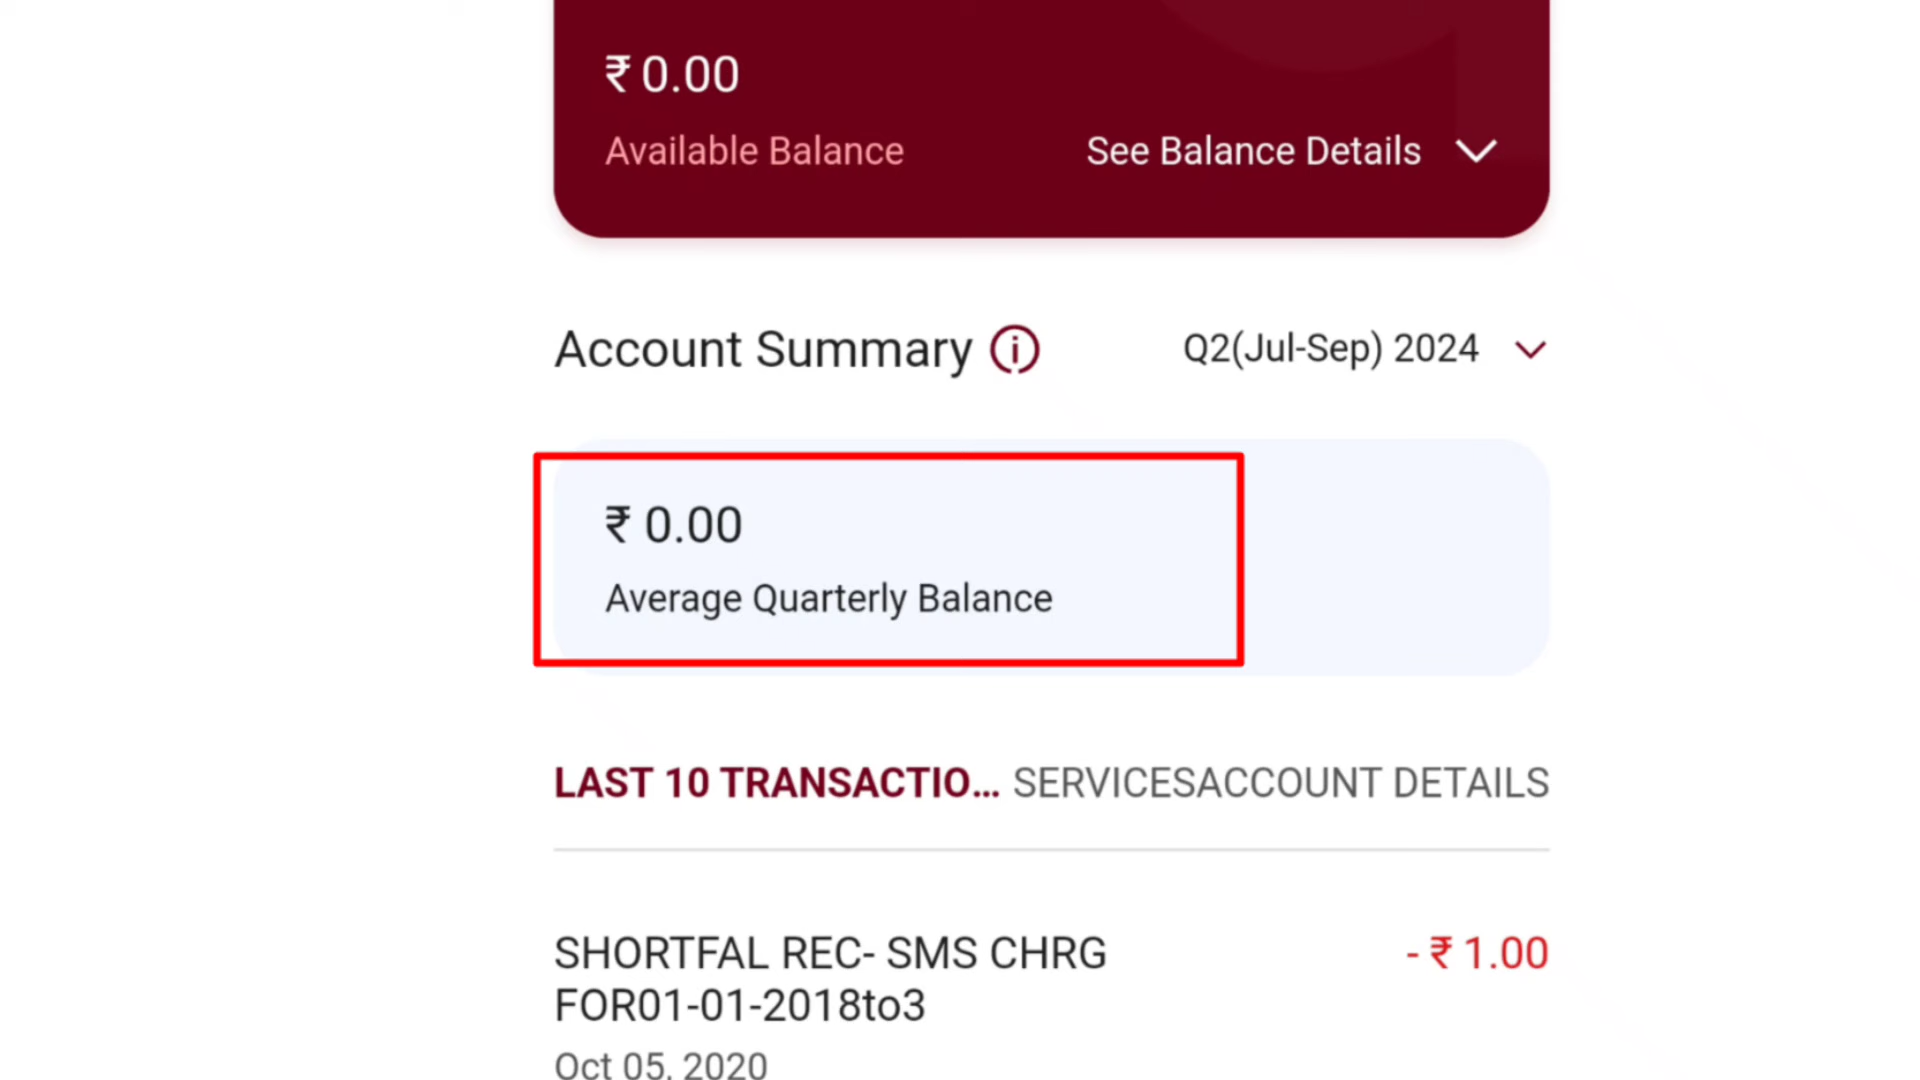 ₹ 0.00
Available Balance See Balance Details
Account Summary Q2(Jul-Sep) 2024
₹ 0.00
Average Quarterly Balance
LAST 10 TRANSACTIO... SERVICESACCOUNT DETAILS
SHORTFAL REC- SMS CHRG - ₹ 1.00
FOR01-01-2018to3
Oct 05, 2020